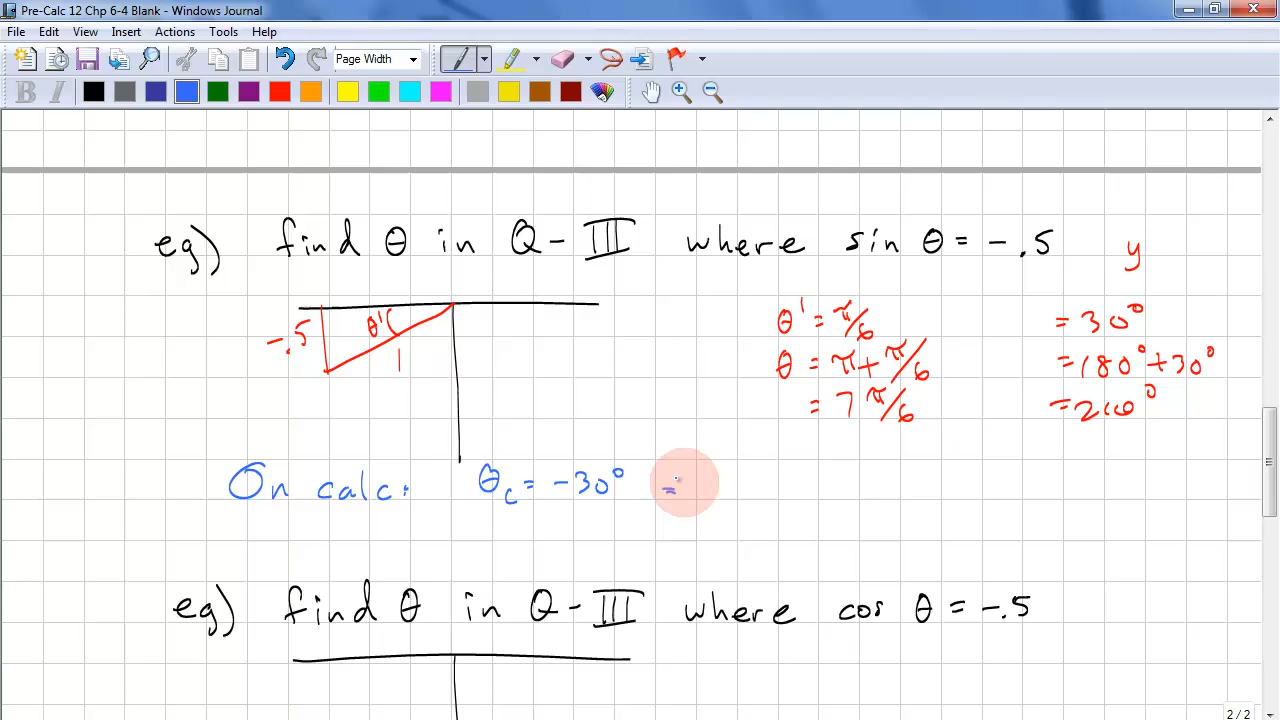 Pre-Calc 12 Chp 6-4 Blank - Windows Journal
File Edit View Insert Actions Tools Help
Page Width
B I
eg) find θ in Q-III where sin θ = -.5 y
-.5 θ' 1
θ' = π/6 = 30°
θ = π + π/6 = 180° + 30°
= 7π/6 = 210°
On calc: θc = -30° =
eg) find θ in Q-III where cos θ = -.5
2/2